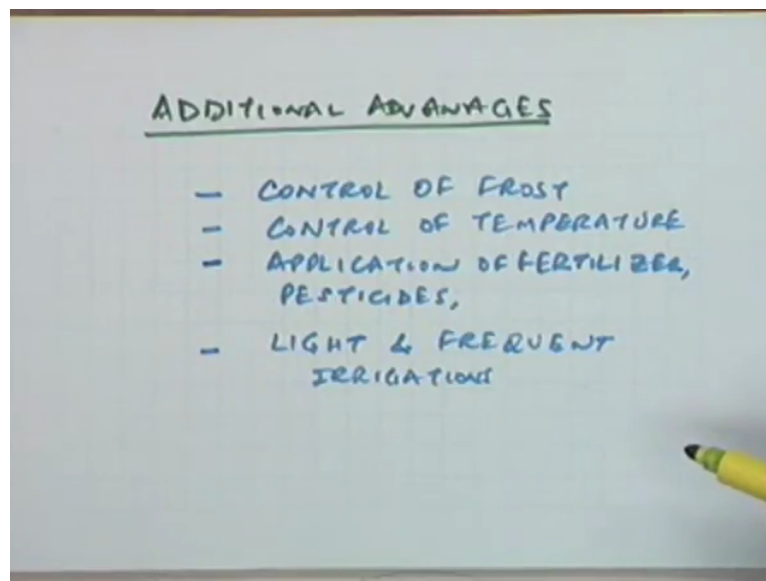 ADDITIONAL ADVANAGES
- CONTROL OF FROST
- CONTROL OF TEMPERATURE
- APPLICATION OF FERTILIZER,
PESTICIDES,
- LIGHT & FREQUENT
IRRIGATIONS